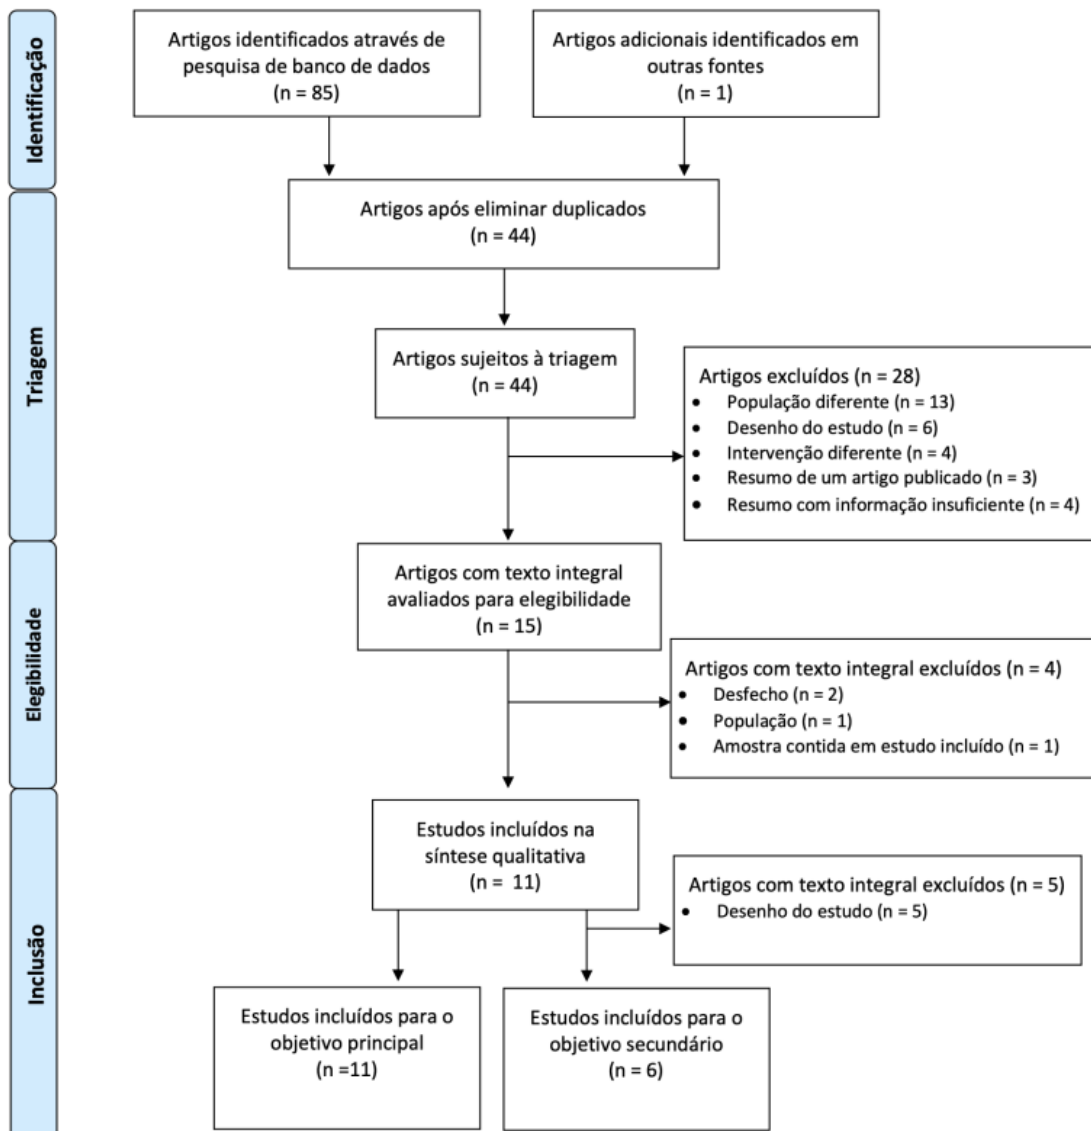 Identificação
Artigos identificados através de
pesquisa de banco de dados
(n = 85)
Artigos adicionais identificados em
outras fontes
(n = 1)
Triagem
Artigos após eliminar duplicados
(n = 44)
Artigos sujeitos à triagem
(n = 44)
Artigos excluídos (n = 28)
• População diferente (n = 13)
• Desenho do estudo (n = 6)
• Intervenção diferente (n = 4)
• Resumo de um artigo publicado (n = 3)
• Resumo com informação insuficiente (n = 4)
Elegibilidade
Artigos com texto integral
avaliados para elegibilidade
(n = 15)
Artigos com texto integral excluídos (n = 4)
• Desfecho (n = 2)
• População (n = 1)
• Amostra contida em estudo incluído (n = 1)
Inclusão
Estudos incluídos na
síntese qualitativa
(n = 11)
Artigos com texto integral excluídos (n = 5)
• Desenho do estudo (n = 5)
Estudos incluídos para o
objetivo principal
(n =11)
Estudos incluídos para o
objetivo secundário
(n = 6)